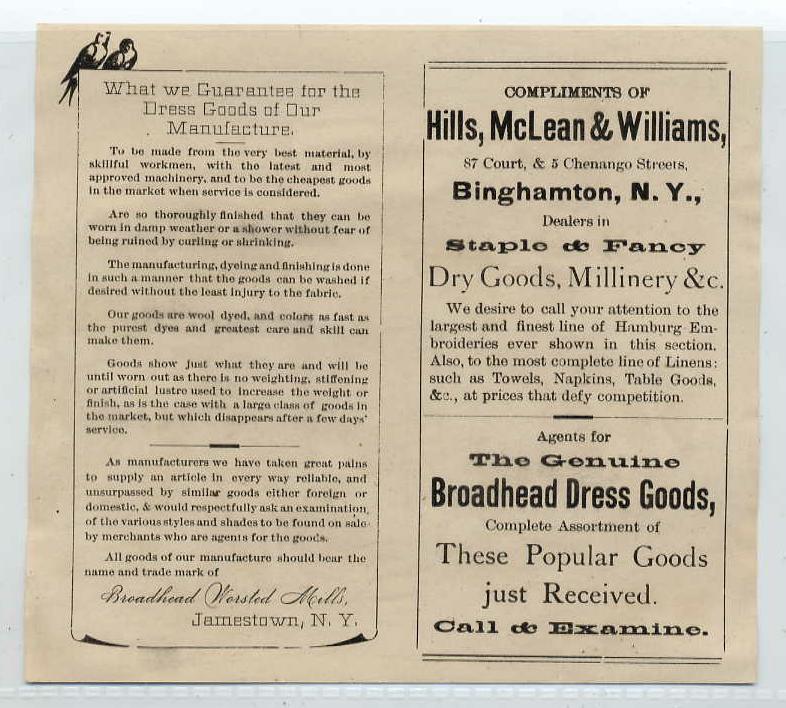 What we Guarantee for the
Dress Goods of Our
Manufacture.
To be made from the very best material, by
skillful workmen, with the latest and most
approved machinery, and to be the cheapest goods
in the market when service is considered.
Are so thoroughly finished that they can be
worn in damp weather or a shower without fear of
being ruined by curling or shrinking.
The manufacturing, dyeing and finishing is done
in such a manner that the goods can be washed if
desired without the least injury to the fabric.
Our goods are wool dyed, and colors as fast as
the purest dyes and greatest care and skill can
make them.
Goods show just what they are and will be
until worn out as there is no weighting, stiffening
or artificial lustre used to increase the weight or
finish, as is the case with a large class of goods in
the market, but which disappears after a few days'
service.
As manufacturers we have taken great pains
to supply an article in every way reliable, and
unsurpassed by similar goods either foreign or
domestic, & would respectfully ask an examination
of the various styles and shades to be found on sale
by merchants who are agents for the goods.
All goods of our manufacture should bear the
name and trade mark of
Broadhead Worsted Mills,
Jamestown, N. Y.
COMPLIMENTS OF
Hills, McLean & Williams,
87 Court, & 5 Chenango Streets,
Binghamton, N. Y.,
Dealers in
Staple & Fancy
Dry Goods, Millinery &c.
We desire to call your attention to the
largest and finest line of Hamburg Em-
broideries ever shown in this section.
Also, to the most complete line of Linens:
such as Towels, Napkins, Table Goods,
&c., at prices that defy competition.
Agents for
The Genuine
Broadhead Dress Goods,
Complete Assortment of
These Popular Goods
just Received.
Call & Examine.